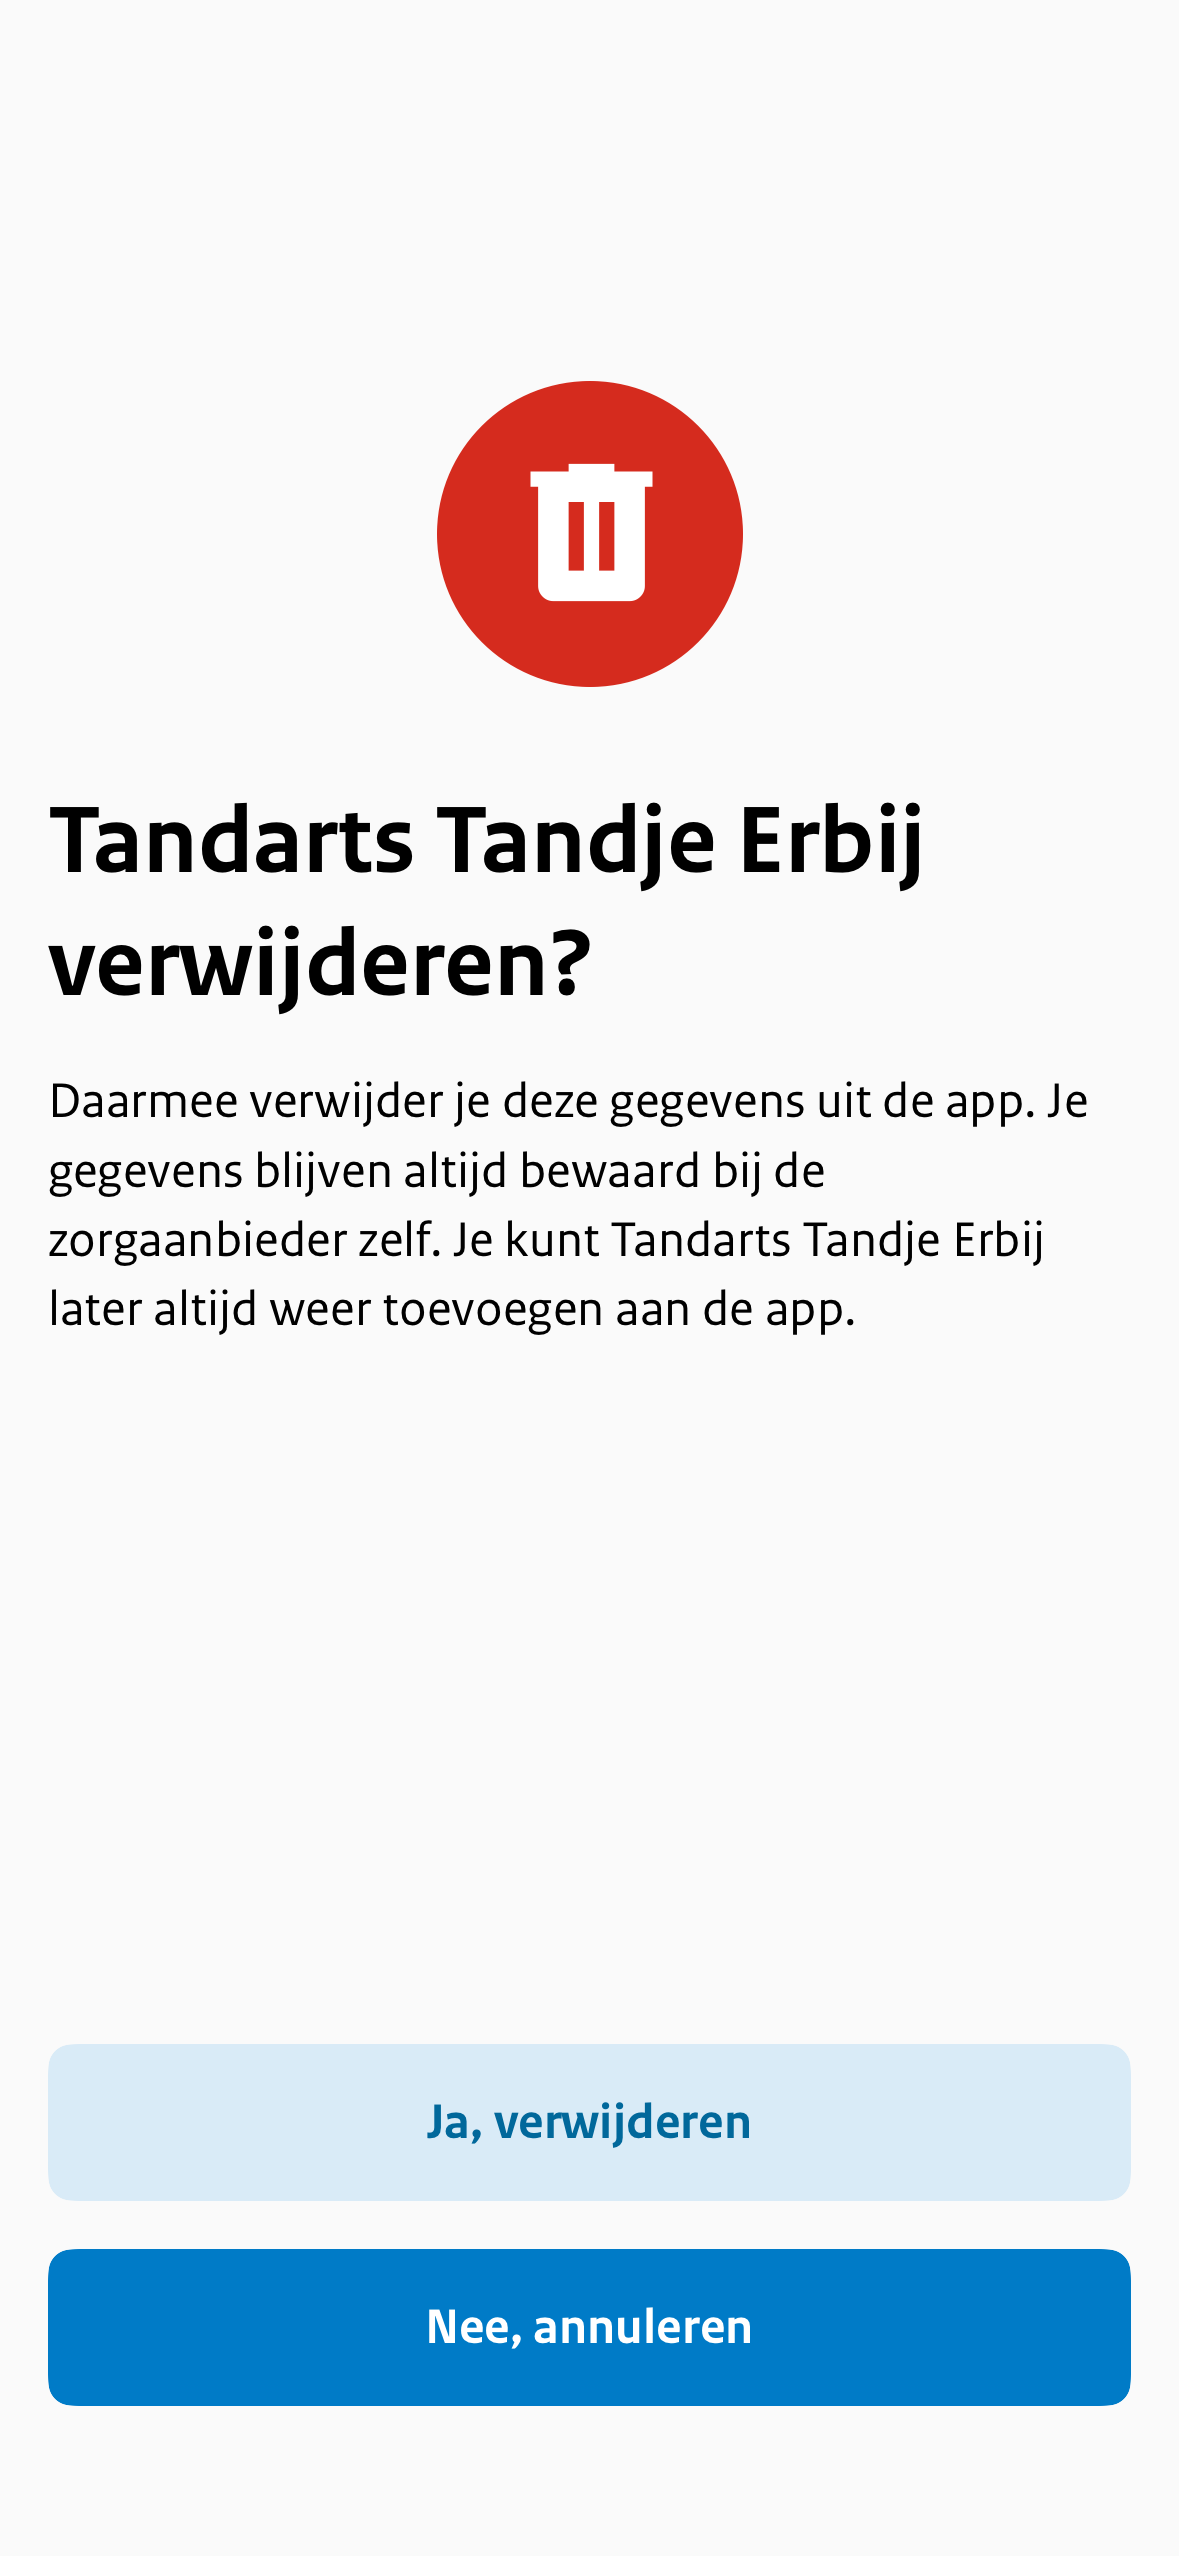 Tandarts Tandje Erbij
verwijderen?
Daarmee verwijder je deze gegevens uit de app. Je
gegevens blijven altijd bewaard bij de
zorgaanbieder zelf. Je kunt Tandarts Tandje Erbij
later altijd weer toevoegen aan de app.
Ja, verwijderen
Nee, annuleren